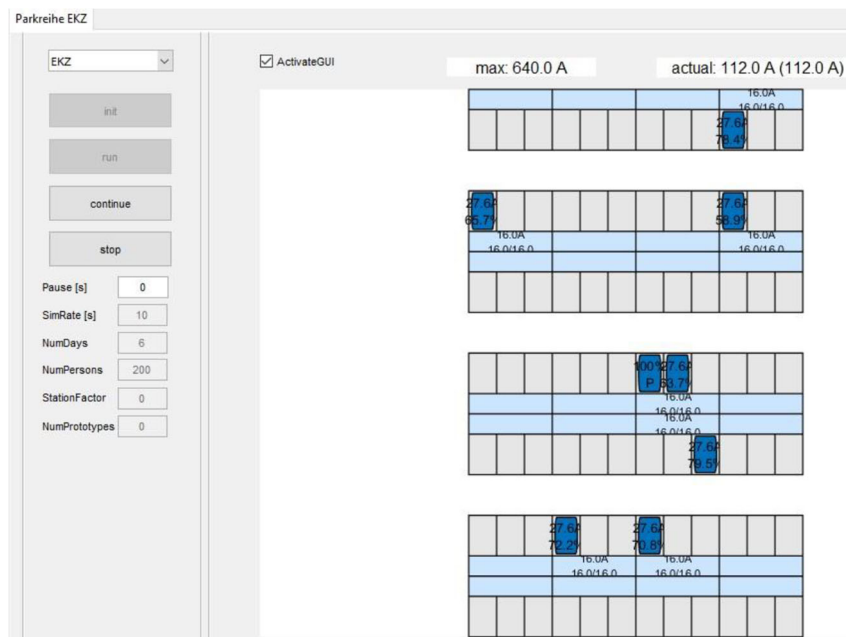 Parkreihe EKZ
EKZ
ActivateGUI
max: 640.0 A
actual: 112.0 A (112.0 A)
init
run
continue
stop
Pause [s] 0
SimRate [s] 10
NumDays 6
NumPersons 200
StationFactor 0
NumPrototypes 0
16.0A
16.0/16.0
27.6A
78.4%
27.6A 27.6A
65.7% 58.9%
16.0A 16.0A
16.0/16.0 16.0/16.0
100% 27.6A
P 63.7%
16.0A
16.0/16.0
16.0A
16.0/16.0
27.6A
79.5%
27.6A 27.6A
72.2% 70.8%
16.0A 16.0A
16.0/16.0 16.0/16.0